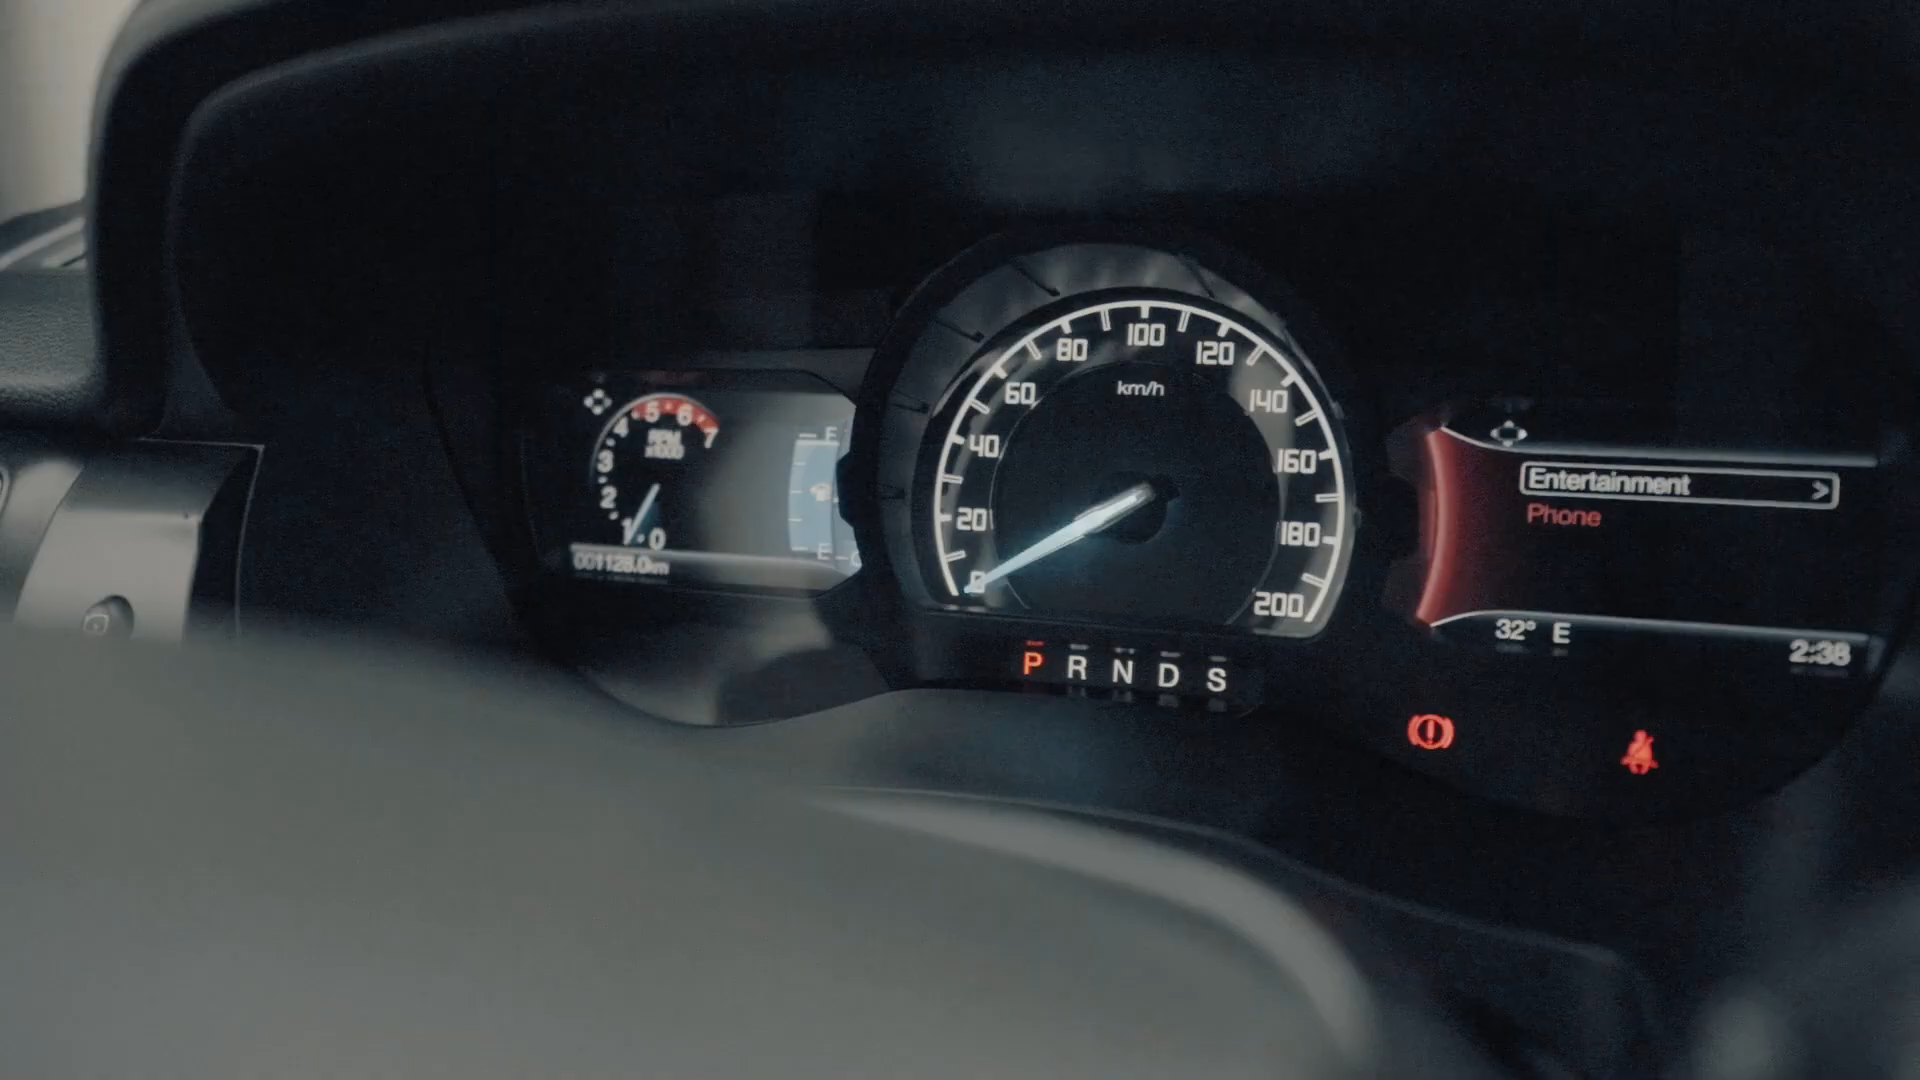 5 6
4 7
RPM
x1000
3
2
1 0
F
E
001128.0km
100
80 120
km/h
60 140
40 160
20 180
0 200
P R N D S
Entertainment >
Phone
32° E
2:38